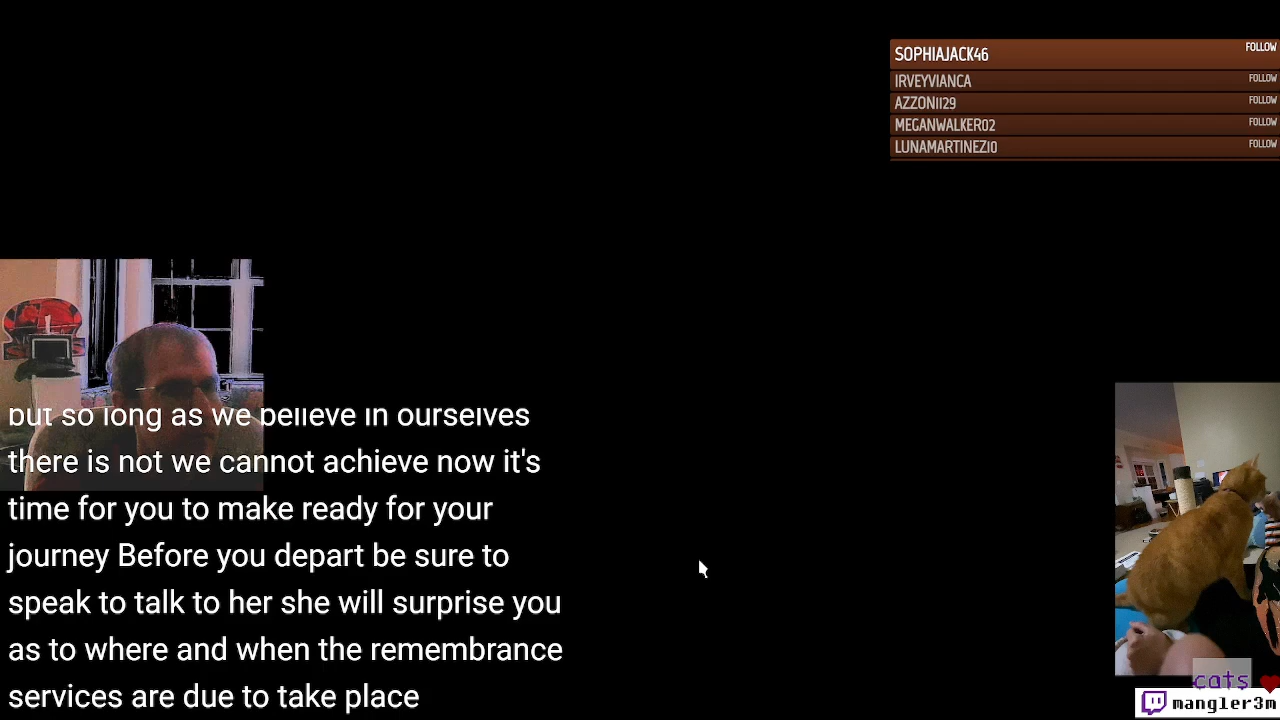 SOPHIAJACK46 FOLLOW
IRVEYVIANCA FOLLOW
AZZONI129 FOLLOW
MEGANWALKER02 FOLLOW
LUNAMARTINEZ10 FOLLOW
but so long as we believe in ourselves
there is not we cannot achieve now it's
time for you to make ready for your
journey Before you depart be sure to
speak to talk to her she will surprise you
as to where and when the remembrance
services are due to take place
cats
mangler3m